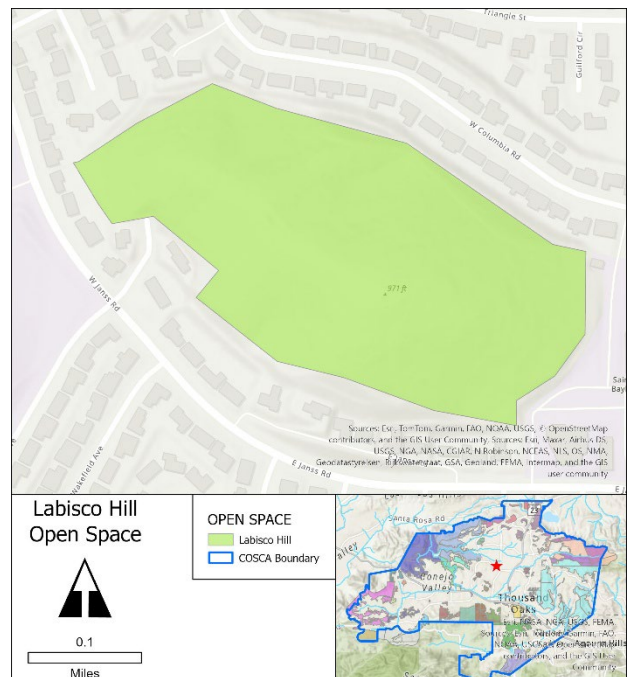 Triangle St
Guilford Cir
W Columbia Rd
971 ft
W Janss Rd
Wakefield Ave
E Janss Rd
E J
Sources: Esri, TomTom, Garmin, FAO, NOAA, USGS, © OpenStreetMap
contributors, and the GIS User Community, Sources: Esri, Maxar, Airbus DS,
USGS, NGA, NASA, CGIAR, N Robinson, NCEAS, NLS, OS, NMA,
Geodatastyrelsen, Rijkswaterstaat, GSA, Geoland, FEMA, Intermap, and the GIS
user community
Labisco Hill
Open Space
0.1
Miles
OPEN SPACE
Labisco Hill
COSCA Boundary
Santa Rosa Rd
23
Conejo
Valley
Thousand
Oaks
Community